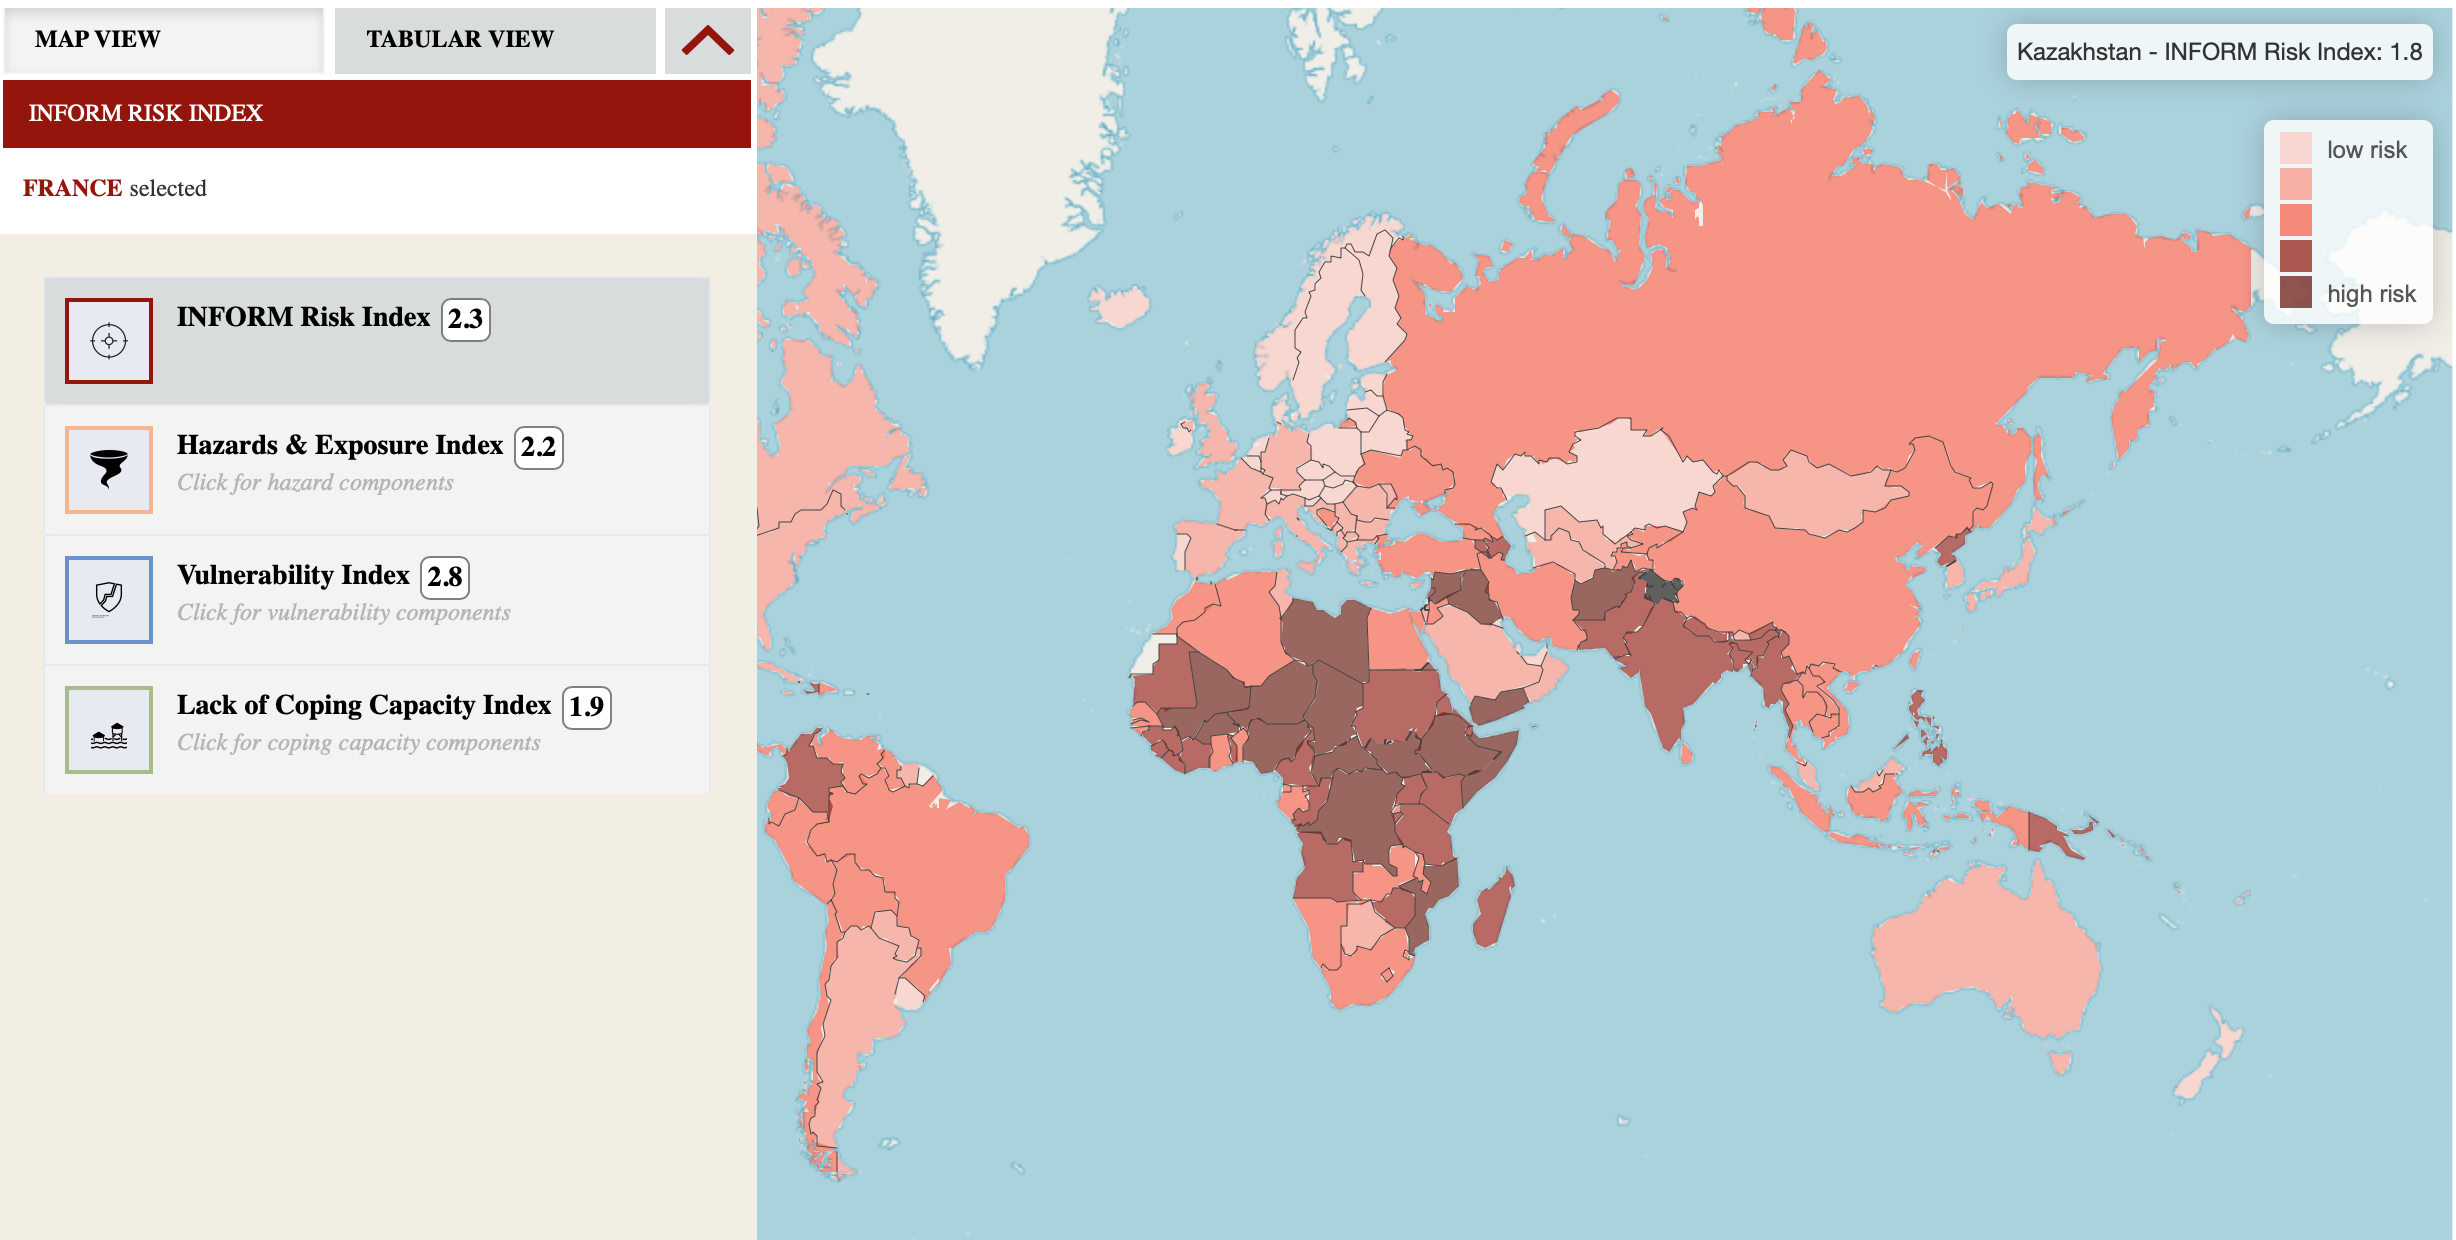 MAP VIEW
TABULAR VIEW
INFORM RISK INDEX
FRANCE selected
INFORM Risk Index 2.3
Hazards & Exposure Index 2.2
Click for hazard components
Vulnerability Index 2.8
Click for vulnerability components
Lack of Coping Capacity Index 1.9
Click for coping capacity components
Kazakhstan - INFORM Risk Index: 1.8
low risk
high risk